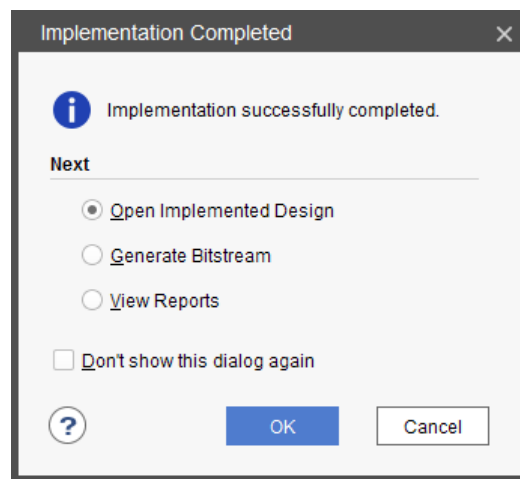 Implementation Completed
Implementation successfully completed.
Next
Open Implemented Design
Generate Bitstream
View Reports
Don't show this dialog again
?
OK
Cancel